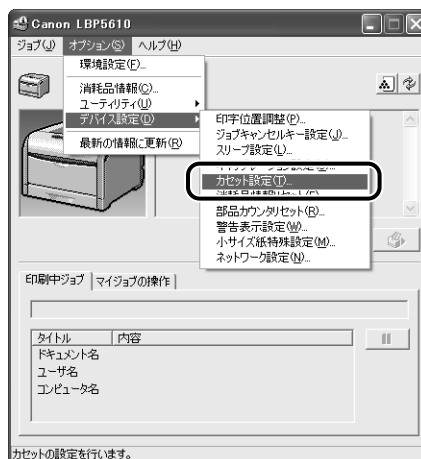 Canon LBP5610
ジョブ(J) オプション(S) ヘルプ(H)
環境設定(F)...
消耗品情報(C)...
ユーティリティ(U)
デバイス設定(D)
最新の情報に更新(R)
印字位置調整(P)...
ジョブキャンセルキー設定(J)...
スリープ設定(L)...
カセット設定(T)...
部品カウンタリセット(R)...
警告表示設定(W)...
小サイズ紙特殊設定(M)...
ネットワーク設定(N)...
印刷中ジョブ マイジョブの操作
タイトル 内容
ドキュメント名
ユーザ名
コンピュータ名
カセットの設定を行います。